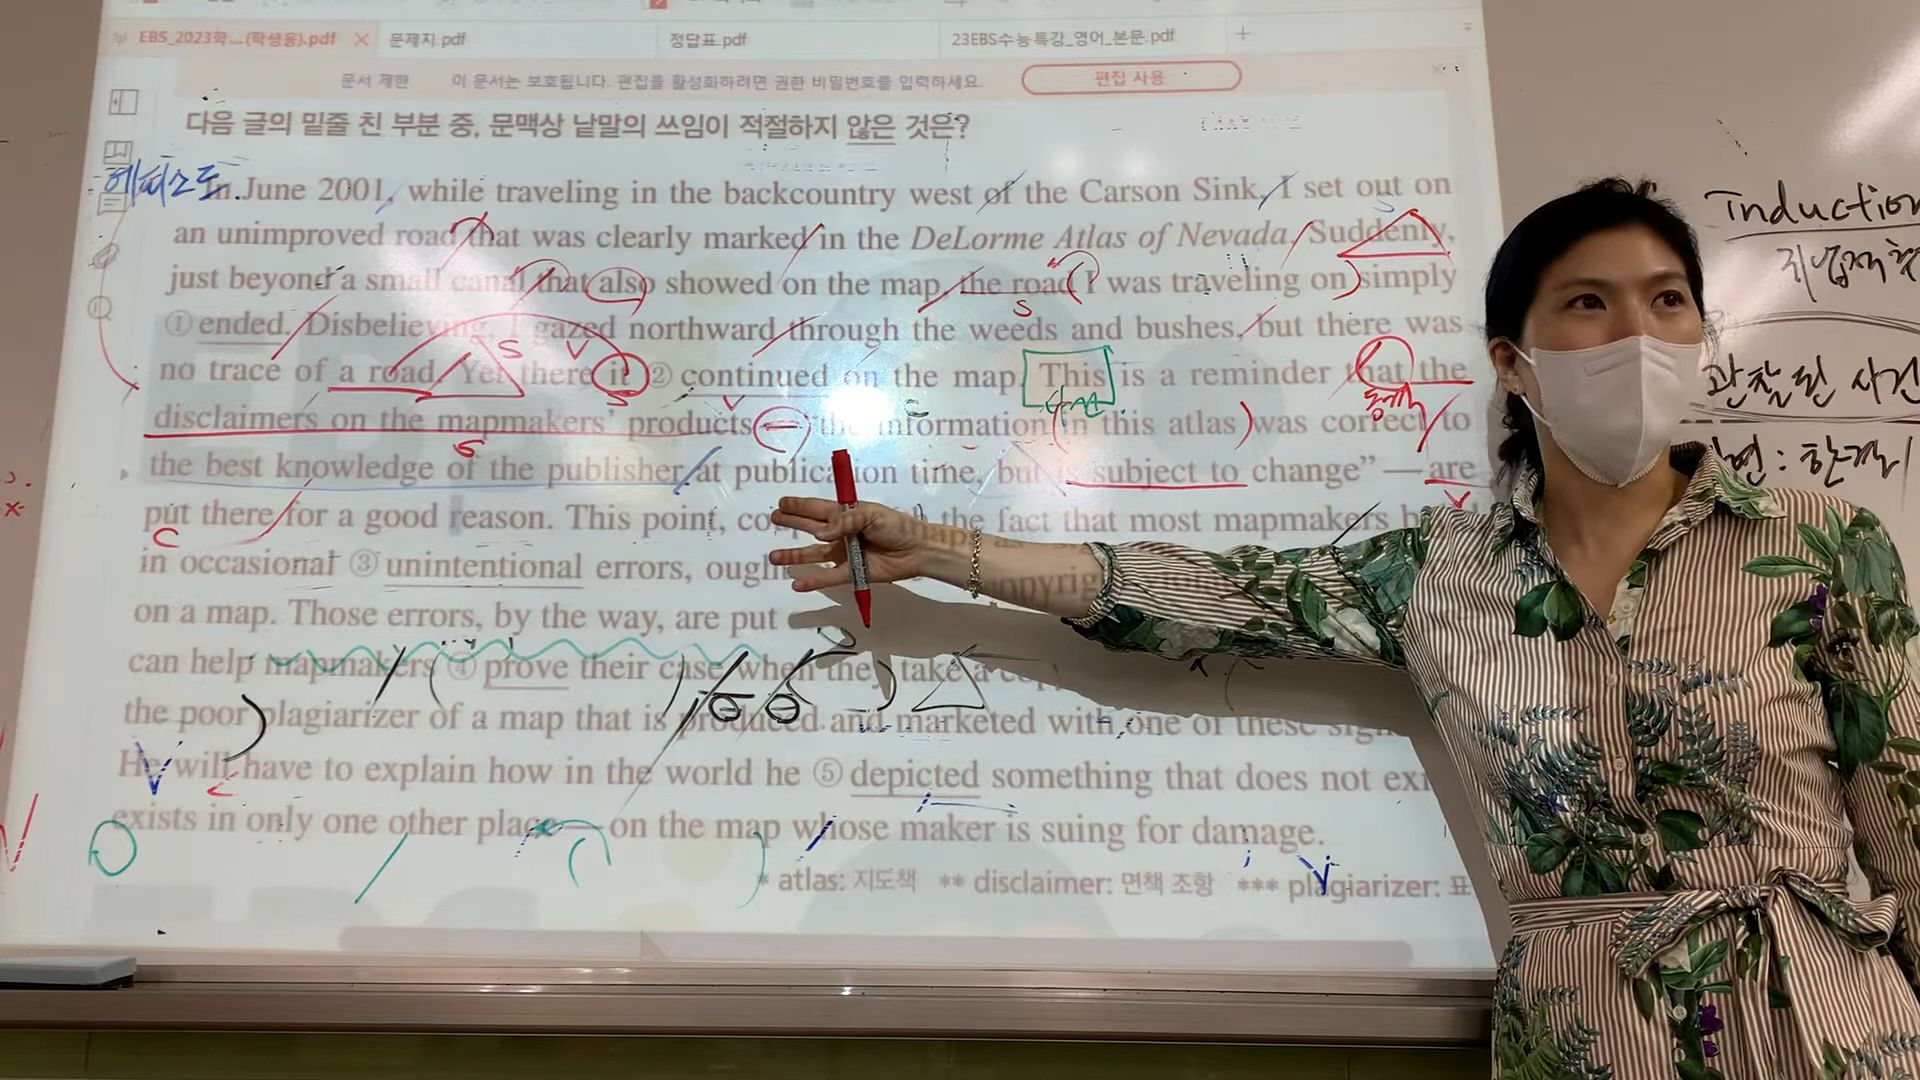 EBS_2023학...(학생용).pdf
문제지.pdf
정답표.pdf
23EBS수능특강_영어_본문.pdf
문서 제한 이 문서는 보호됩니다. 편집을 활성화하려면 권한 비밀번호를 입력하세요. 편집 사용
다음 글의 밑줄 친 부분 중, 문맥상 낱말의 쓰임이 적절하지 않은 것은?
에피소드
In June 2001, while traveling in the backcountry west of the Carson Sink, I set out on
an unimproved road that was clearly marked in the DeLorme Atlas of Nevada. Suddenly,
just beyond a small canal that also showed on the map, the road I was traveling on simply
① ended. Disbelieving, I gazed northward through the weeds and bushes, but there was
no trace of a road. Yet there it ② continued on the map. This is a reminder that the
disclaimers on the mapmakers' products — the information in this atlas was correct to
the best knowledge of the publisher at publication time, but is subject to change" — are
put there for a good reason. This point, the fact that most mapmakers
in occasional ③ unintentional errors, ought
on a map. Those errors, by the way, are put
can help mapmakers ④ prove their case when they take a
the poor plagiarizer of a map that is produced and marketed with one of these
He will have to explain how in the world he ⑤ depicted something that does not
exists in only one other place — on the map whose maker is suing for damage.
* atlas: 지도책 ** disclaimer: 면책 조항 *** plagiarizer: 표
Induction
관찰된 사건